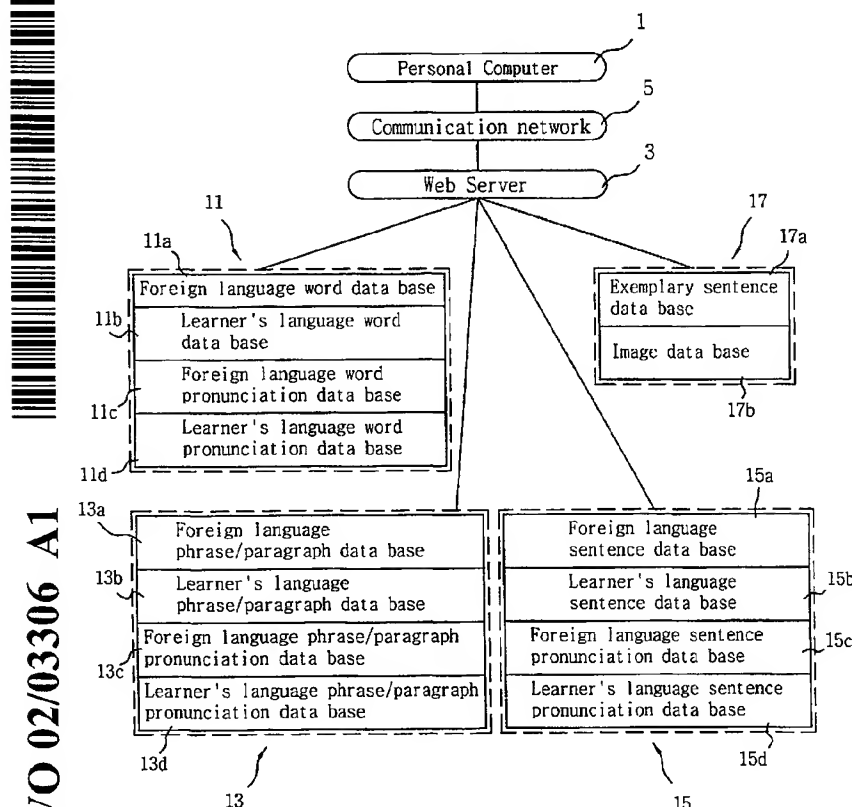 1
Personal Computer
5
Communication network
3
Web Server
11
17
11a
17a
Foreign language word data base
11b
Learner's language word
data base
Foreign language word
pronunciation data base
11c
Learner's language word
pronunciation data base
11d
Exemplary sentence
data base
Image data base
17b
13a
Foreign language
phrase/paragraph data base
13b
Learner's language
phrase/paragraph data base
Foreign language phrase/paragraph
pronunciation data base
13c
Learner's language phrase/paragraph
pronunciation data base
13d
13
15a
Foreign language
sentence data base
Learner's language
sentence data base
15b
Foreign language sentence
pronunciation data base
15c
Learner's language sentence
pronunciation data base
15d
15
O 02/03306 A1